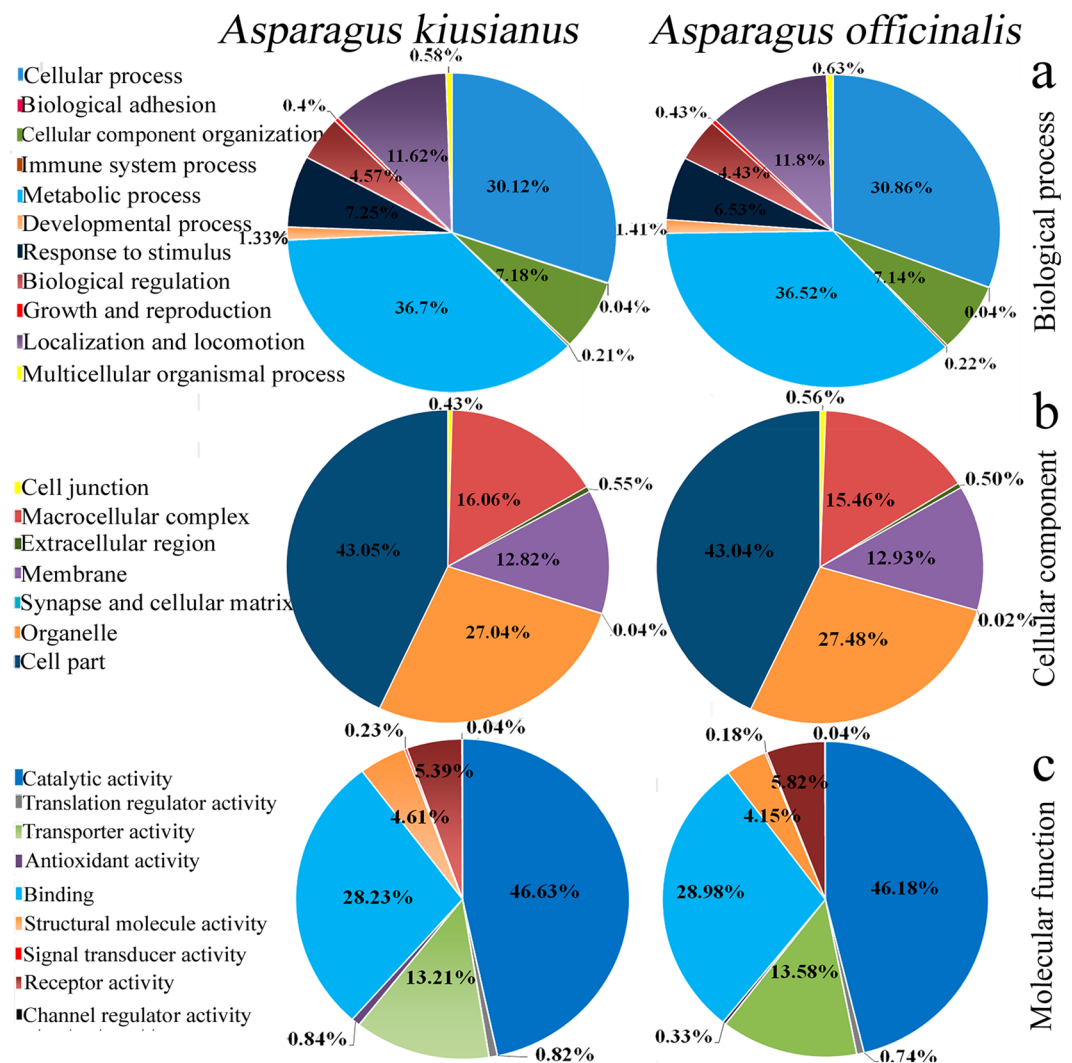 Asparagus kiusianus
Asparagus officinalis
a
Biological process
Cellular process
Biological adhesion
Cellular component organization
Immune system process
Metabolic process
Developmental process
Response to stimulus
Biological regulation
Growth and reproduction
Localization and locomotion
Multicellular organismal process
0.58%
0.4%
11.62%
4.57%
7.25%
1.33%
30.12%
7.18%
0.04%
36.7%
0.21%
0.63%
0.43%
11.8%
4.43%
6.53%
1.41%
30.86%
7.14%
0.04%
36.52%
0.22%
b
Cellular component
Cell junction
Macrocellular complex
Extracellular region
Membrane
Synapse and cellular matrix
Organelle
Cell part
0.43%
16.06%
0.55%
43.05%
12.82%
0.04%
27.04%
0.56%
15.46%
0.50%
43.04%
12.93%
0.02%
27.48%
c
Molecular function
Catalytic activity
Translation regulator activity
Transporter activity
Antioxidant activity
Binding
Structural molecule activity
Signal transducer activity
Receptor activity
Channel regulator activity
0.23%
0.04%
5.39%
4.61%
28.23%
46.63%
13.21%
0.84%
0.82%
0.18%
0.04%
5.82%
4.15%
28.98%
46.18%
13.58%
0.33%
0.74%